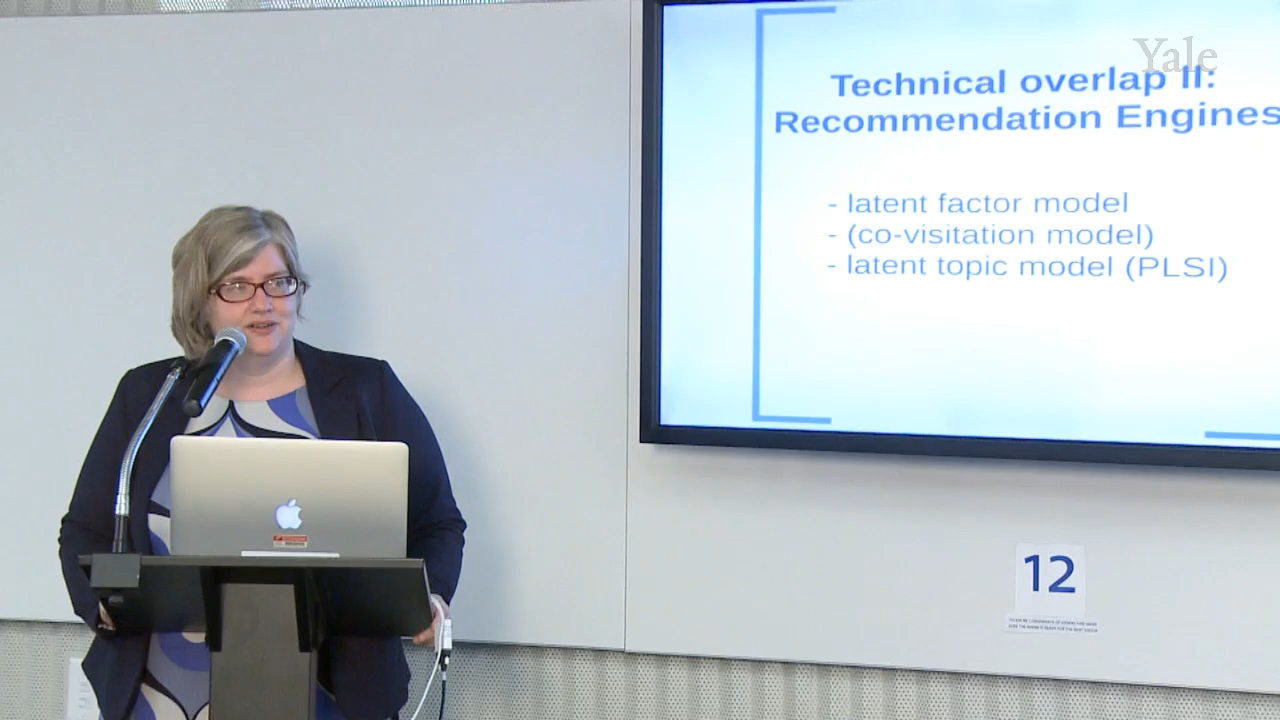 Yale
Technical overlap II:
Recommendation Engines
- latent factor model
- (co-visitation model)
- latent topic model (PLSI)
12